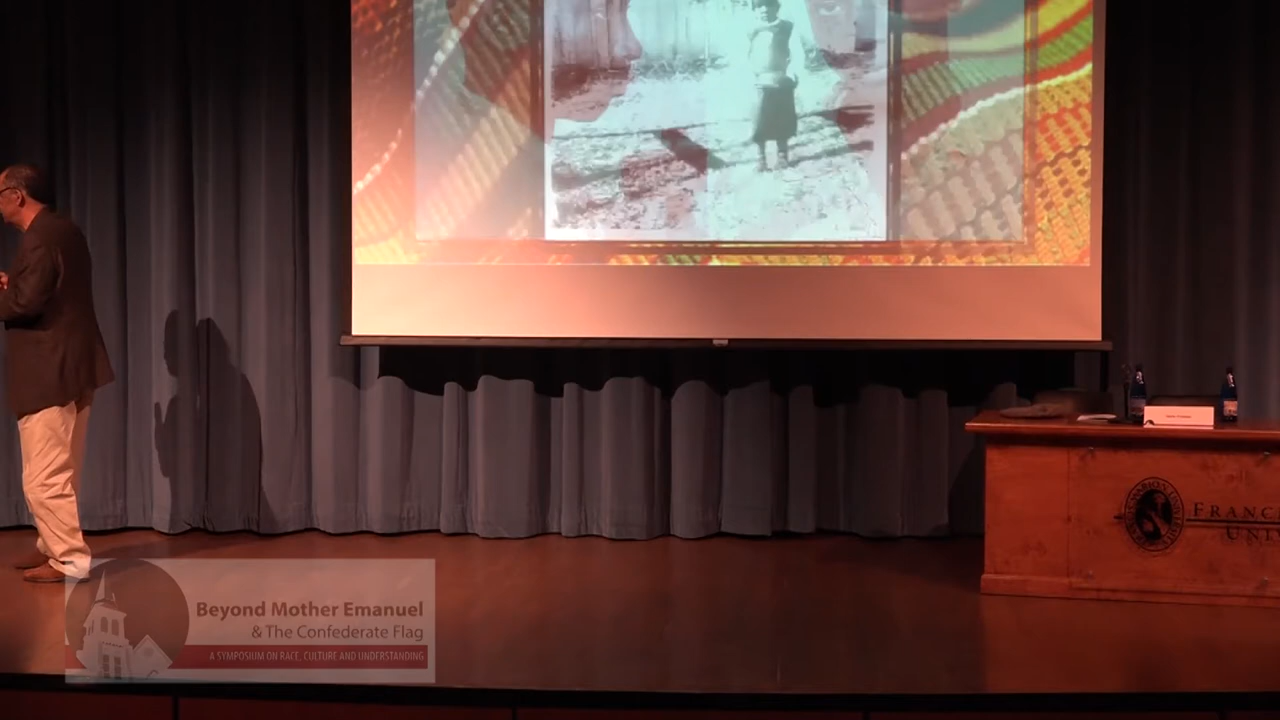 Beyond Mother Emanuel
& The Confederate Flag
A SYMPOSIUM ON RACE, CULTURE AND UNDERSTANDING
FRANC
UNI